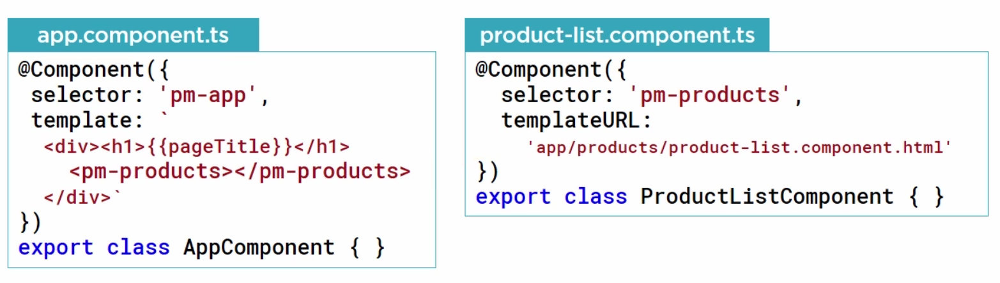 app.component.ts
@Component({
 selector: 'pm-app',
 template: `
  <div><h1>{{pageTitle}}</h1>
    <pm-products></pm-products>
  </div>`
})
export class AppComponent { }
product-list.component.ts
@Component({
  selector: 'pm-products',
  templateURL:
    'app/products/product-list.component.html'
})
export class ProductListComponent { }